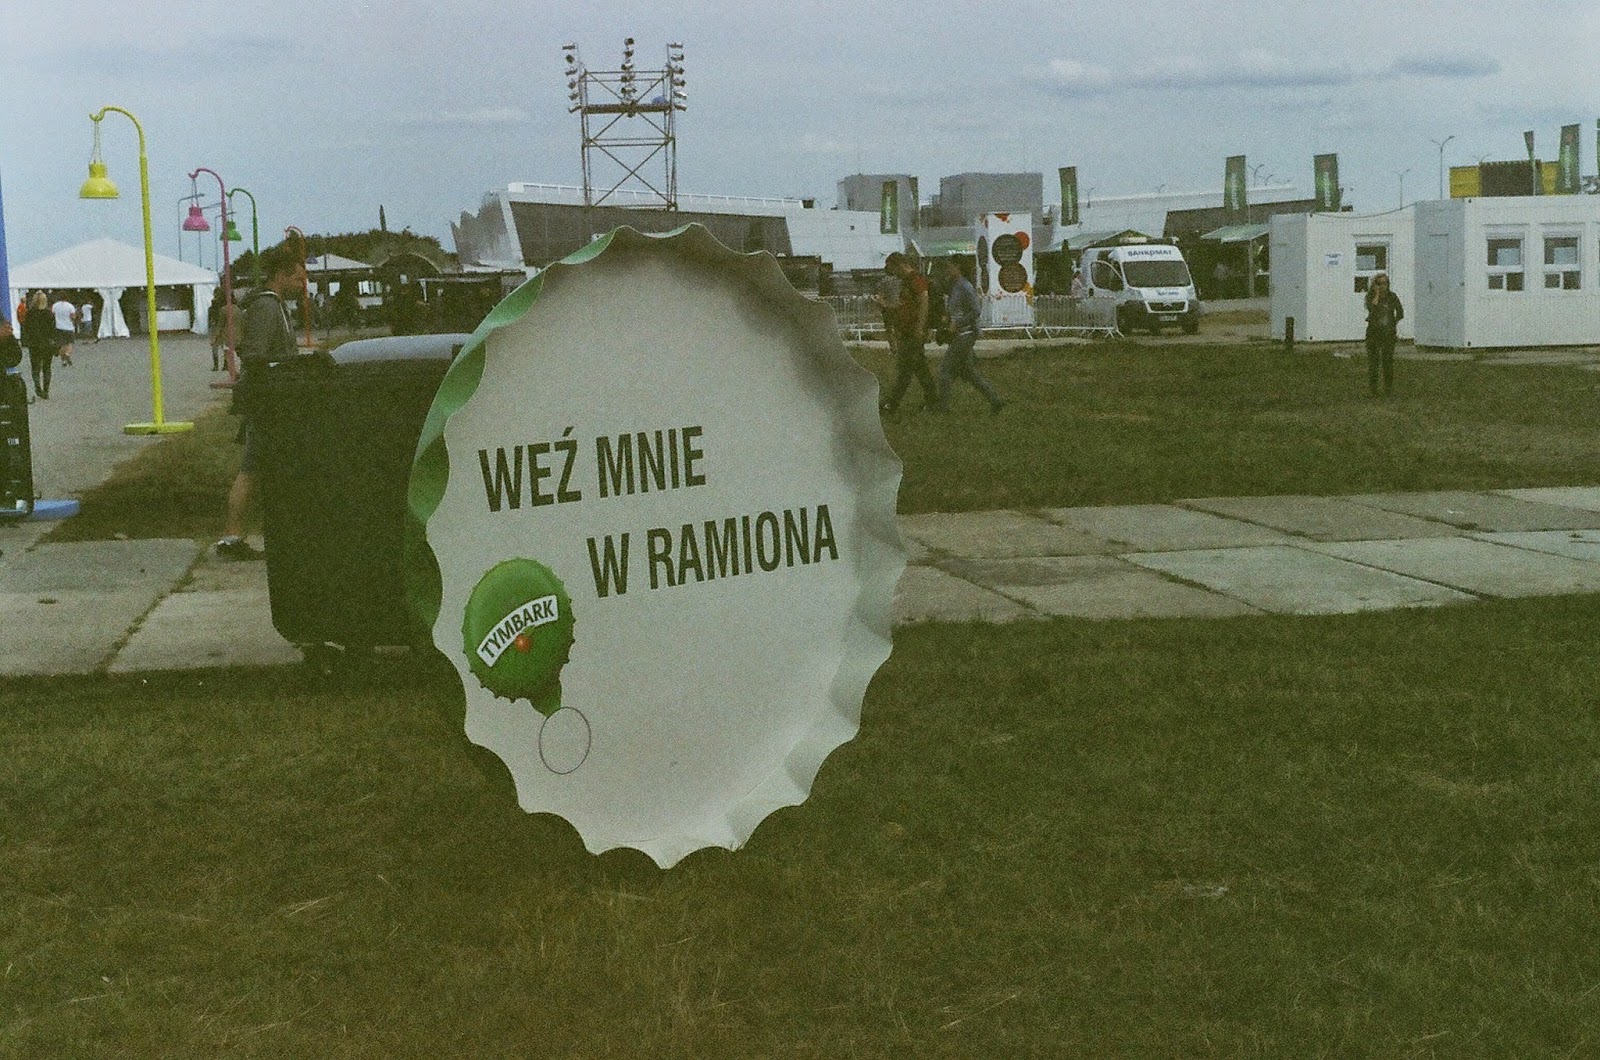 WEŹ MNIE
W RAMIONA
TYMBARK
BANKOMAT